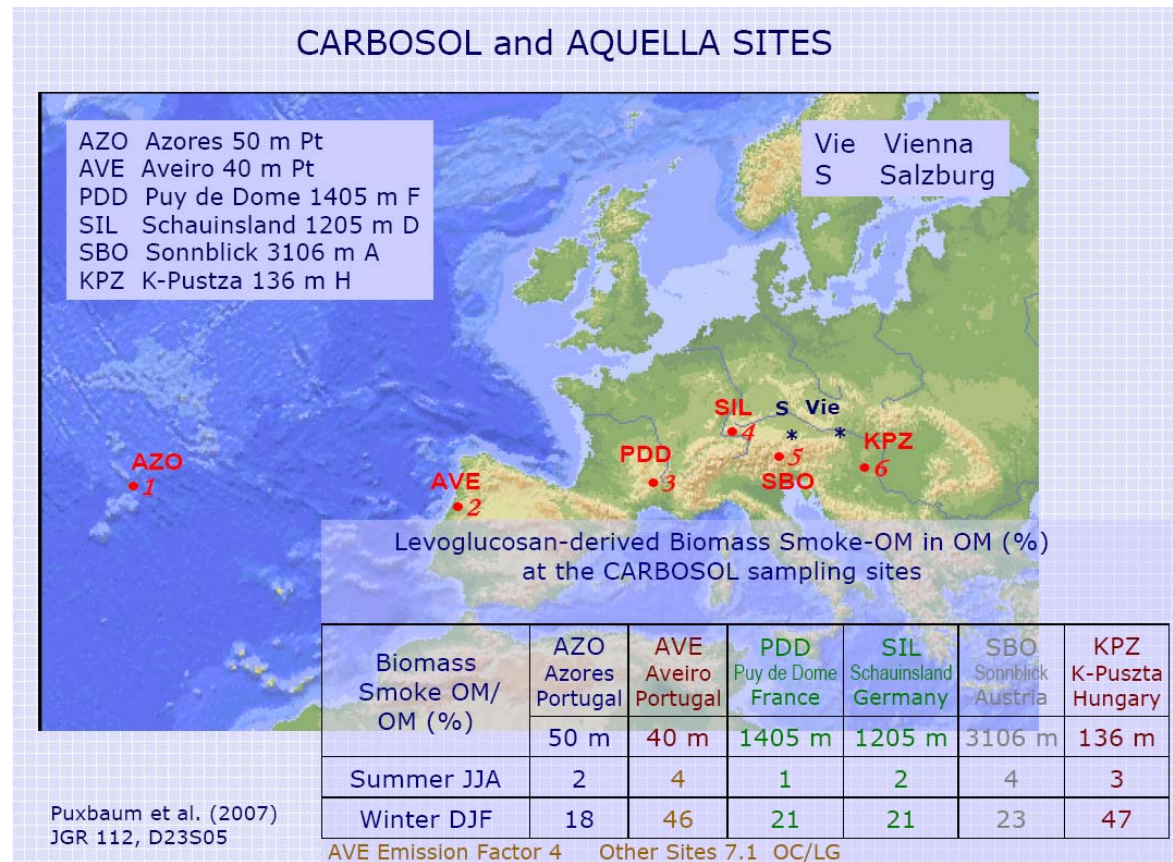 CARBOSOL and AQUELLA SITES
AZO Azores 50 m Pt
AVE Aveiro 40 m Pt
PDD Puy de Dome 1405 m F
SIL Schauinsland 1205 m D
SBO Sonnblick 3106 m A
KPZ K-Pustza 136 m H
Vie Vienna
S Salzburg
AZO
1
AVE
2
PDD
3
SIL
4
S Vie
* *
5
SBO
KPZ
6
Levoglucosan-derived Biomass Smoke-OM in OM (%)
at the CARBOSOL sampling sites
Biomass
Smoke OM/
OM (%)
AZO
Azores
Portugal
AVE
Aveiro
Portugal
PDD
Puy de Dome
France
SIL
Schauinsland
Germany
SBO
Sonnblick
Austria
KPZ
K-Puszta
Hungary
50 m 40 m 1405 m 1205 m 3106 m 136 m
Summer JJA 2 4 1 2 4 3
Winter DJF 18 46 21 21 23 47
Puxbaum et al. (2007)
JGR 112, D23S05
AVE Emission Factor 4 Other Sites 7.1 OC/LG